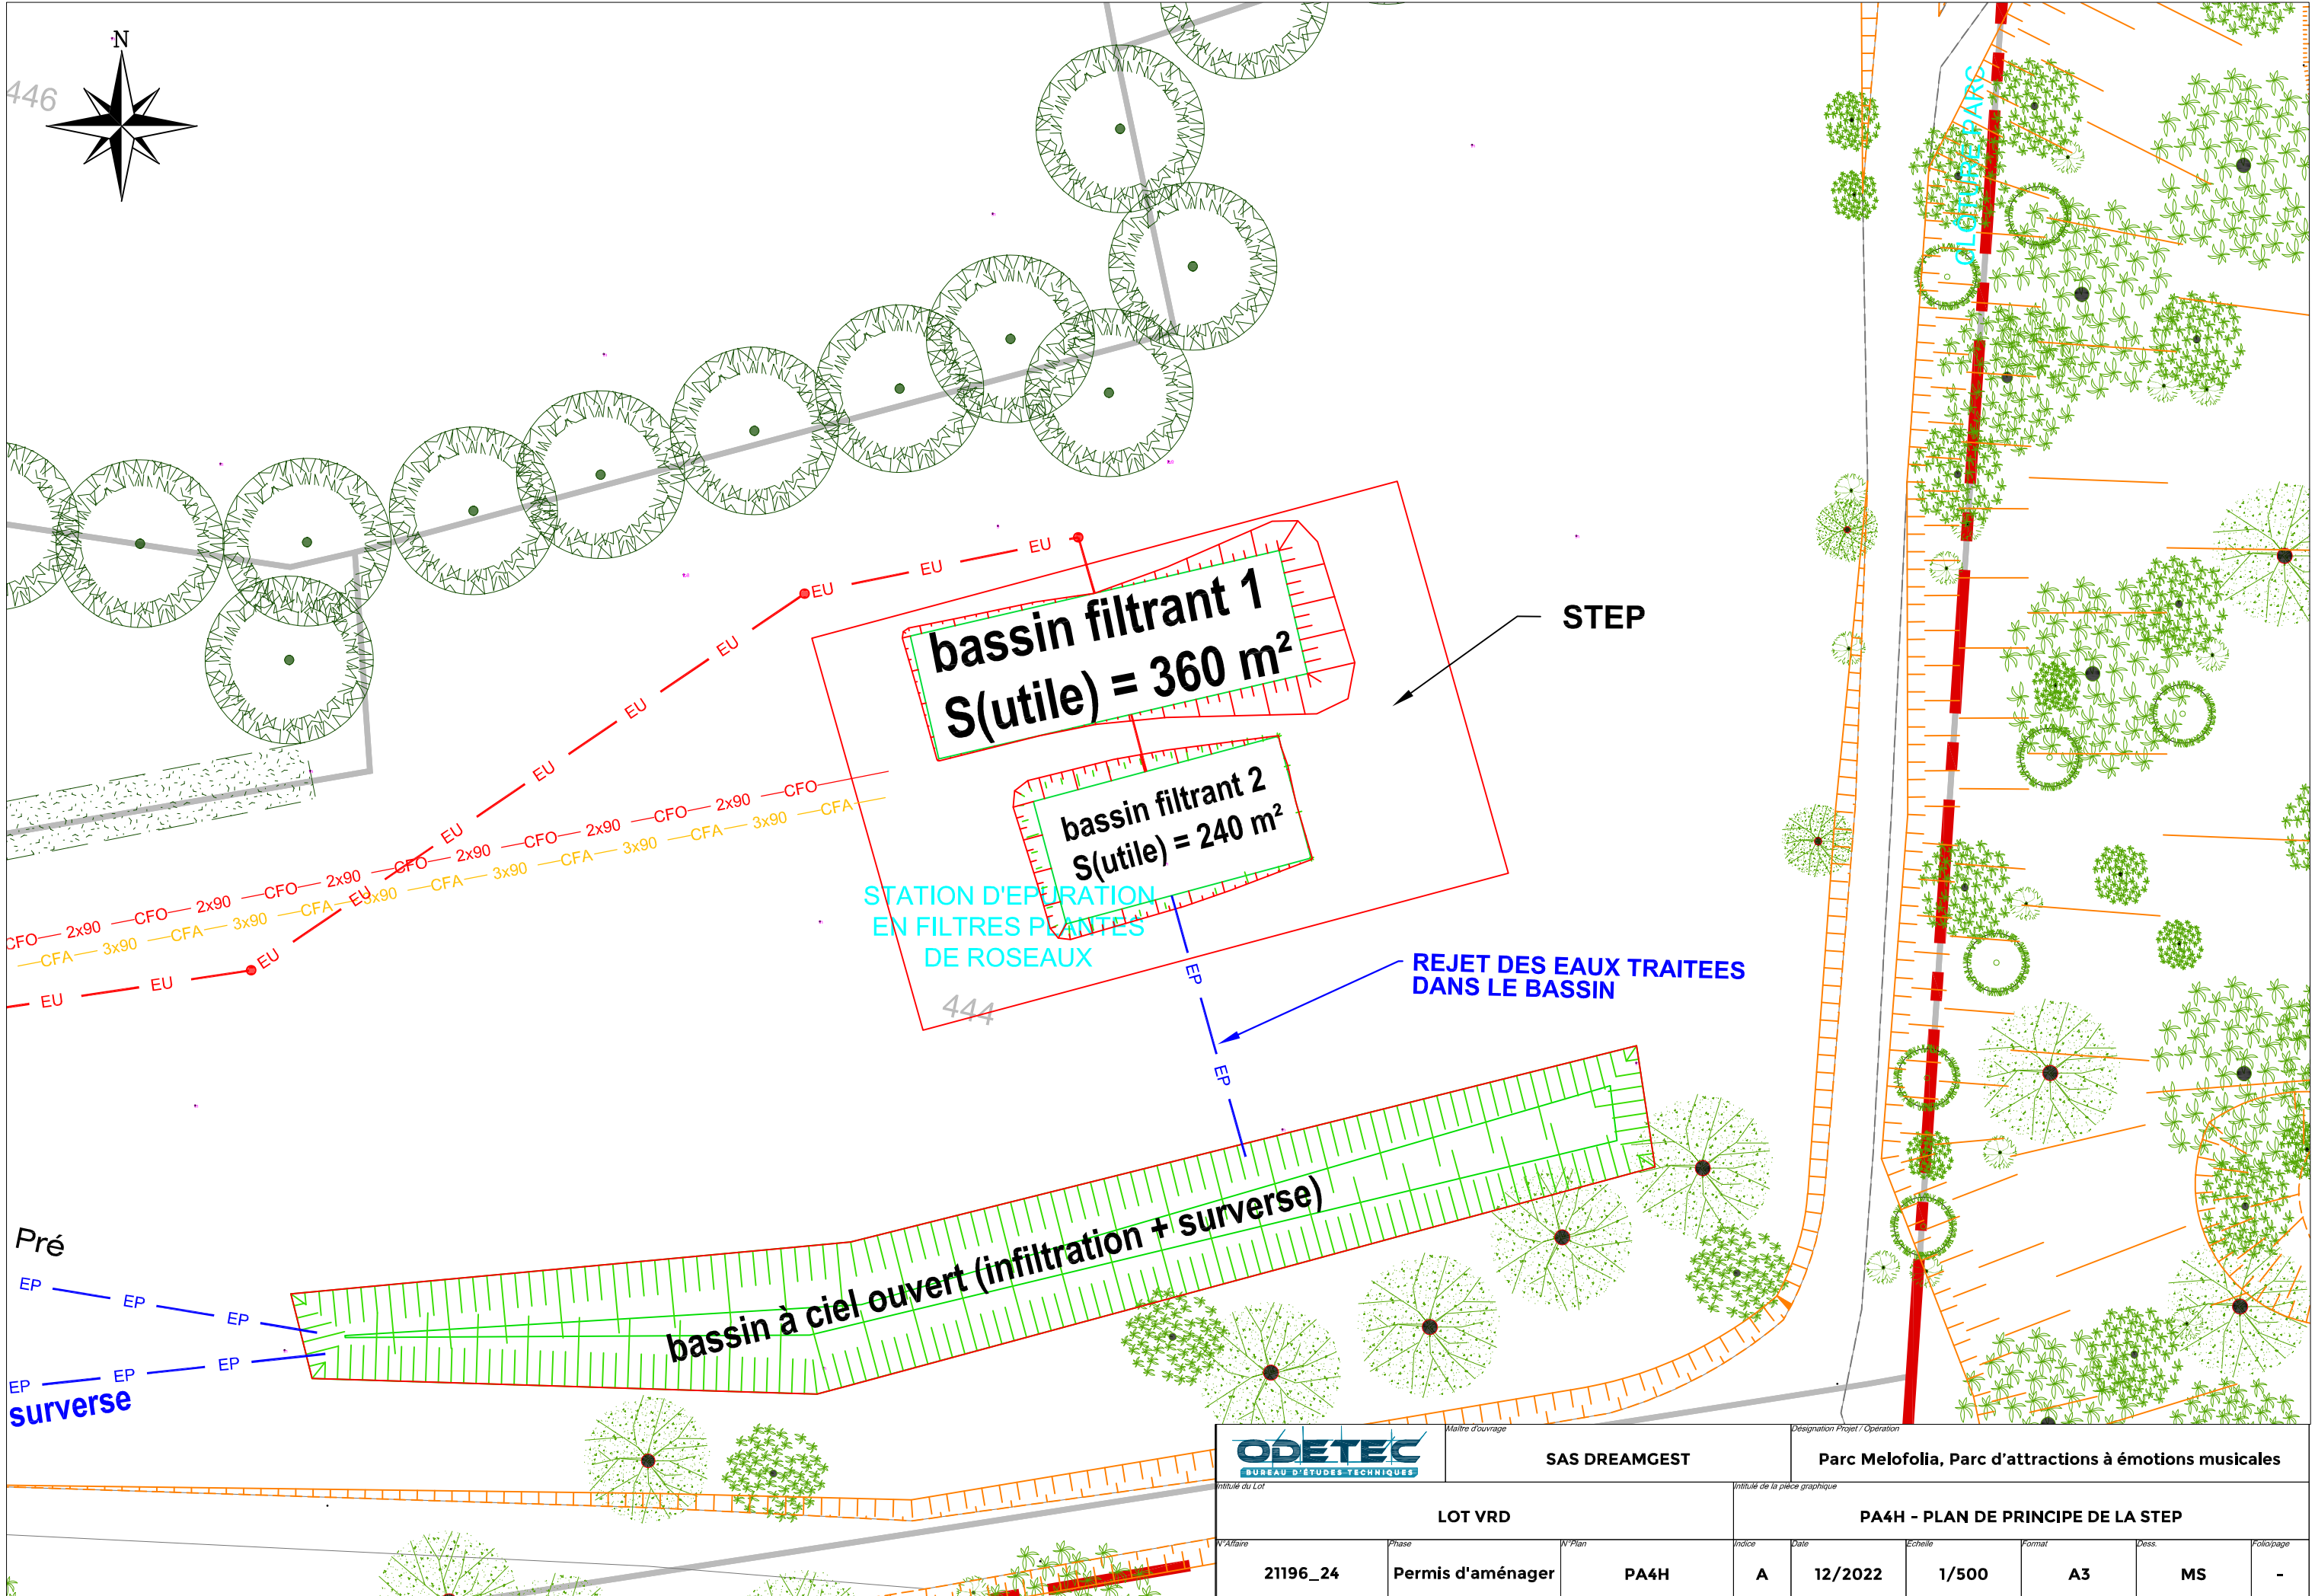 N
446
CLÔTURE PARC
EU
EU
EU
EU
EU
EU
EU
EU
EU
EU
EU
EU
bassin filtrant 1
S(utile) = 360 m²
STEP
bassin filtrant 2
S(utile) = 240 m²
CFO 2x90 CFO 2x90 CFO 2x90 CFO 2x90 CFO 2x90 CFO 2x90 CFO
CFA 3x90 CFA 3x90 CFA 3x90 CFA 3x90 CFA 3x90 CFA 3x90 CFA
STATION D'EPURATION
EN FILTRES PLANTES
DE ROSEAUX
444
EP
EP
REJET DES EAUX TRAITEES
DANS LE BASSIN
bassin à ciel ouvert (infiltration + surverse)
Pré
EP EP EP
EP EP EP
surverse
ODETEC
BUREAU D'ÉTUDES TECHNIQUES
Maître d'ouvrage
SAS DREAMGEST
Désignation Projet / Opération
Parc Melofolia, Parc d'attractions à émotions musicales
Intitulé du Lot
LOT VRD
Intitulé de la pièce graphique
PA4H - PLAN DE PRINCIPE DE LA STEP
N°Affaire
21196_24
Phase
Permis d'aménager
N°Plan
PA4H
Indice
A
Date
12/2022
Echelle
1/500
Format
A3
Dess.
MS
Folio/page
-